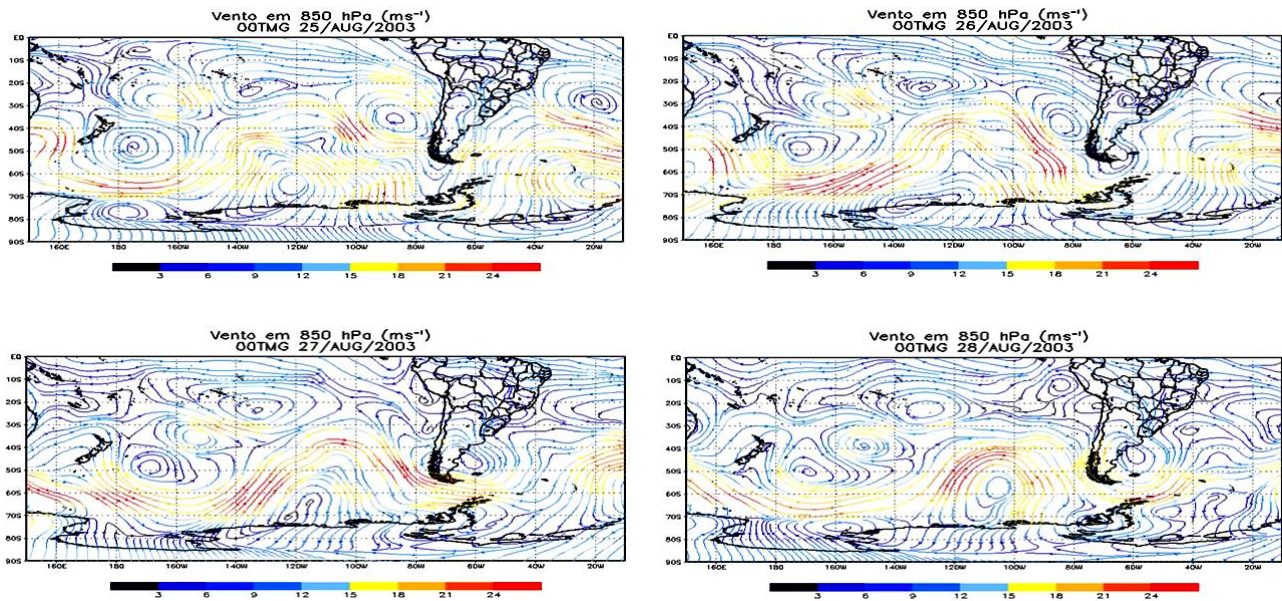 Vento em 850 hPa (ms⁻¹)
00TMG 25/AUG/2003
EQ
10S
20S
30S
40S
50S
60S
70S
80S
90S
160E 180 160W 140W 120W 100W 80W 60W 40W 20W
3 6 9 12 15 18 21 24
Vento em 850 hPa (ms⁻¹)
00TMG 26/AUG/2003
EQ
10S
20S
30S
40S
50S
60S
70S
80S
90S
160E 180 160W 140W 120W 100W 80W 60W 40W 20W
3 6 9 12 15 18 21 24
Vento em 850 hPa (ms⁻¹)
00TMG 27/AUG/2003
EQ
10S
20S
30S
40S
50S
60S
70S
80S
90S
160E 180 160W 140W 120W 100W 80W 60W 40W 20W
3 6 9 12 15 18 21 24
Vento em 850 hPa (ms⁻¹)
00TMG 28/AUG/2003
EQ
10S
20S
30S
40S
50S
60S
70S
80S
90S
160E 180 160W 140W 120W 100W 80W 60W 40W 20W
3 6 9 12 15 18 21 24